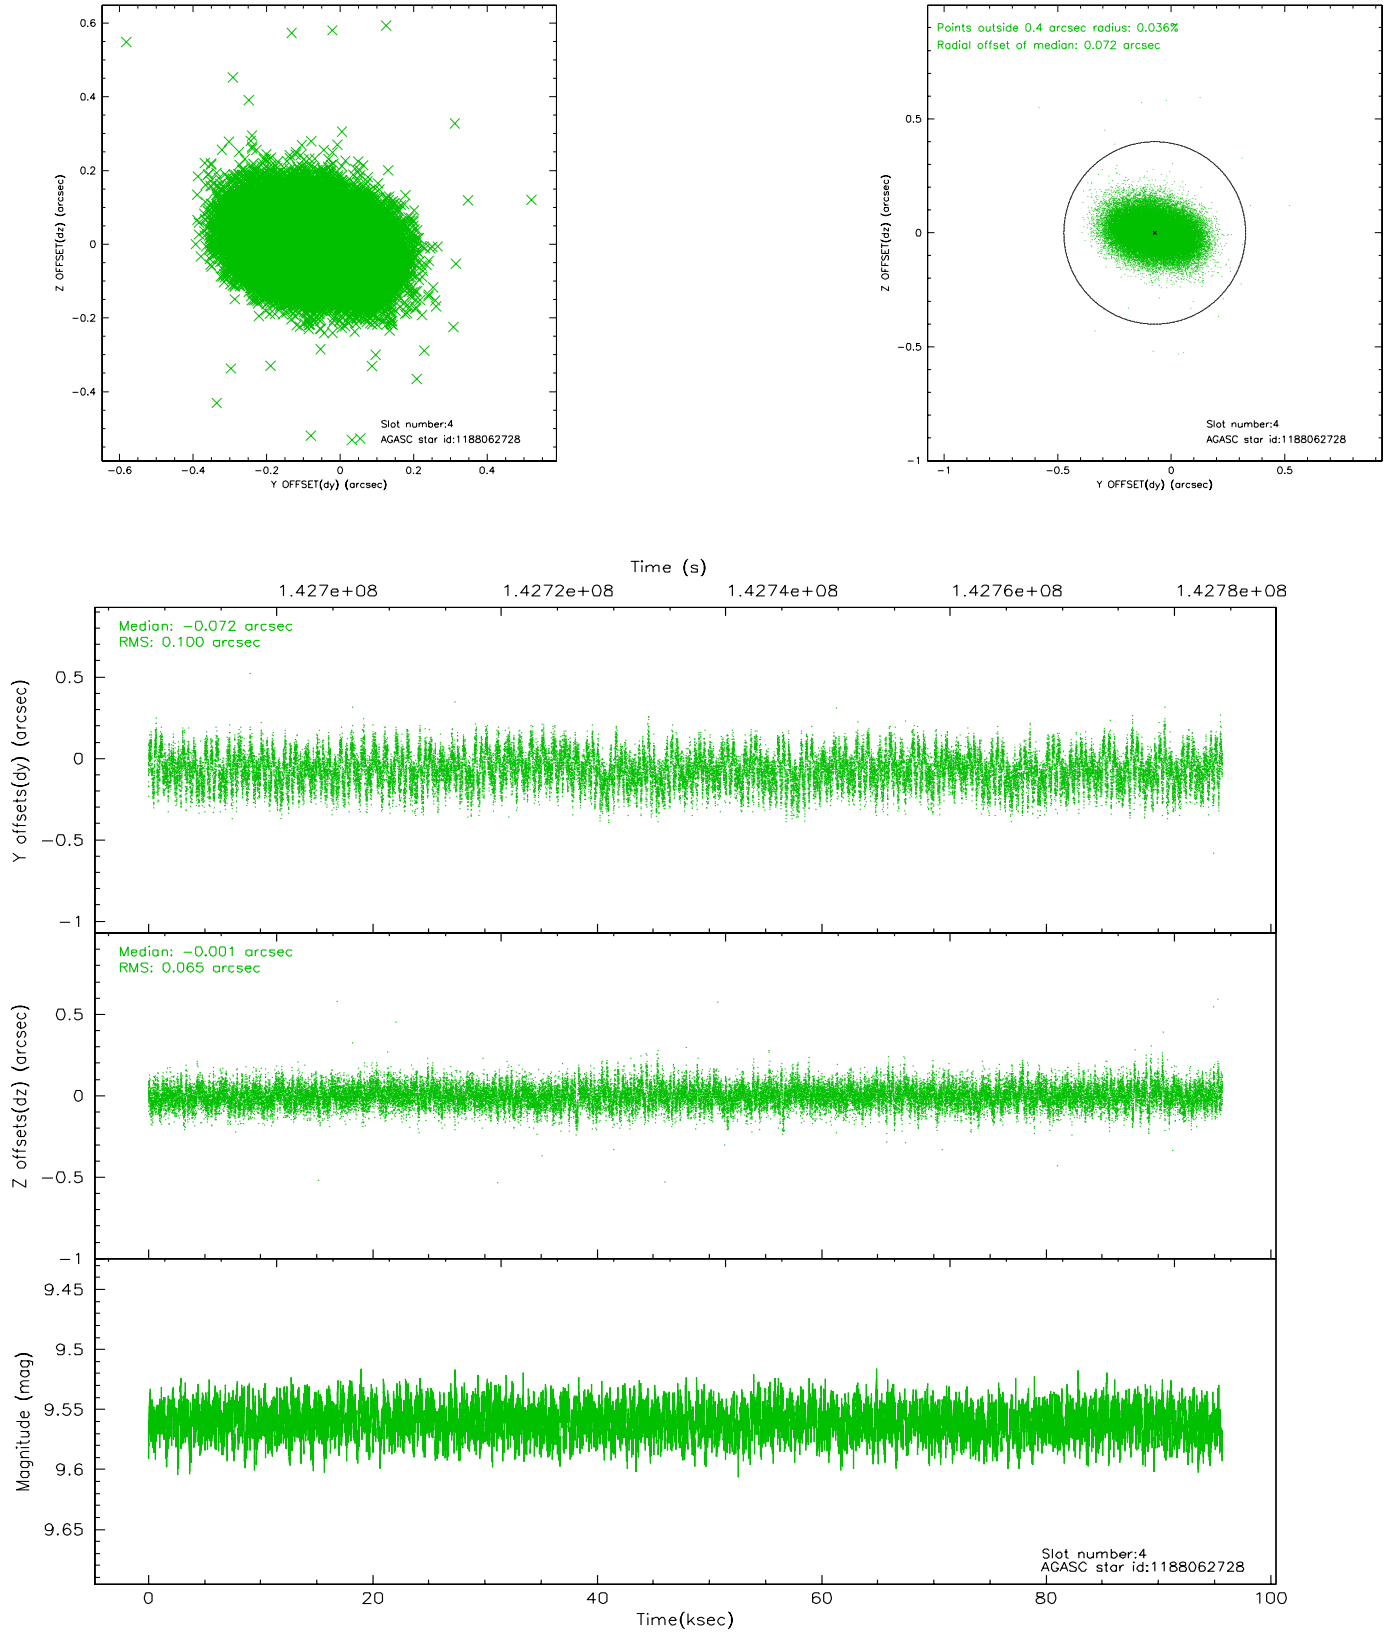 0.6
0.4
0.2
0
−0.2
−0.4
−0.6
−0.4
−0.2
0
0.2
0.4
Z OFFSET(dz) (arcsec)
Y OFFSET(dy) (arcsec)
Slot number:4
AGASC star id:1188062728
Points outside 0.4 arcsec radius: 0.036%
Radial offset of median: 0.072 arcsec
0.5
0
−0.5
−1
−1
−0.5
0
0.5
Z OFFSET(dz) (arcsec)
Y OFFSET(dy) (arcsec)
Slot number:4
AGASC star id:1188062728
Time (s)
1.427e+08
1.4272e+08
1.4274e+08
1.4276e+08
1.4278e+08
Median: −0.072 arcsec
RMS: 0.100 arcsec
0.5
0
−0.5
−1
Y offsets(dy) (arcsec)
Median: −0.001 arcsec
RMS: 0.065 arcsec
0.5
0
−0.5
−1
Z offsets(dz) (arcsec)
9.45
9.5
9.55
9.6
9.65
Magnitude (mag)
Slot number:4
AGASC star id:1188062728
0
20
40
60
80
100
Time(ksec)